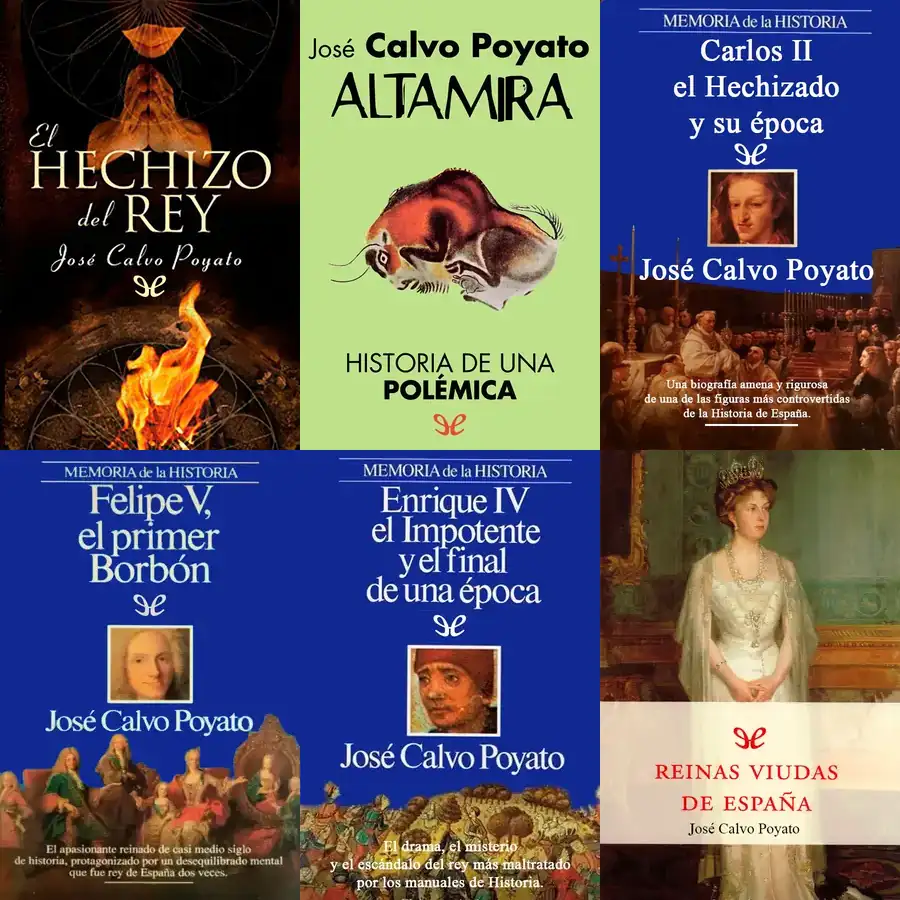 El
HECHIZO
del REY
José Calvo Poyato
José Calvo Poyato
ALTAMIRA
HISTORIA DE UNA
POLÉMICA
MEMORIA de la HISTORIA
Carlos II
el Hechizado
y su época
José Calvo Poyato
Una biografía amena y rigurosa
de una de las figuras más controvertidas
de la Historia de España.
MEMORIA de la HISTORIA
Felipe V,
el primer
Borbón
José Calvo Poyato
El apasionante reinado de casi medio siglo
de historia, protagonizado por un desequilibrado mental
que fue rey de España dos veces.
MEMORIA de la HISTORIA
Enrique IV
el Impotente
y el final
de una época
José Calvo Poyato
El drama, el misterio
y el escándalo del rey más maltratado
por los manuales de Historia.
REINAS VIUDAS
DE ESPAÑA
José Calvo Poyato